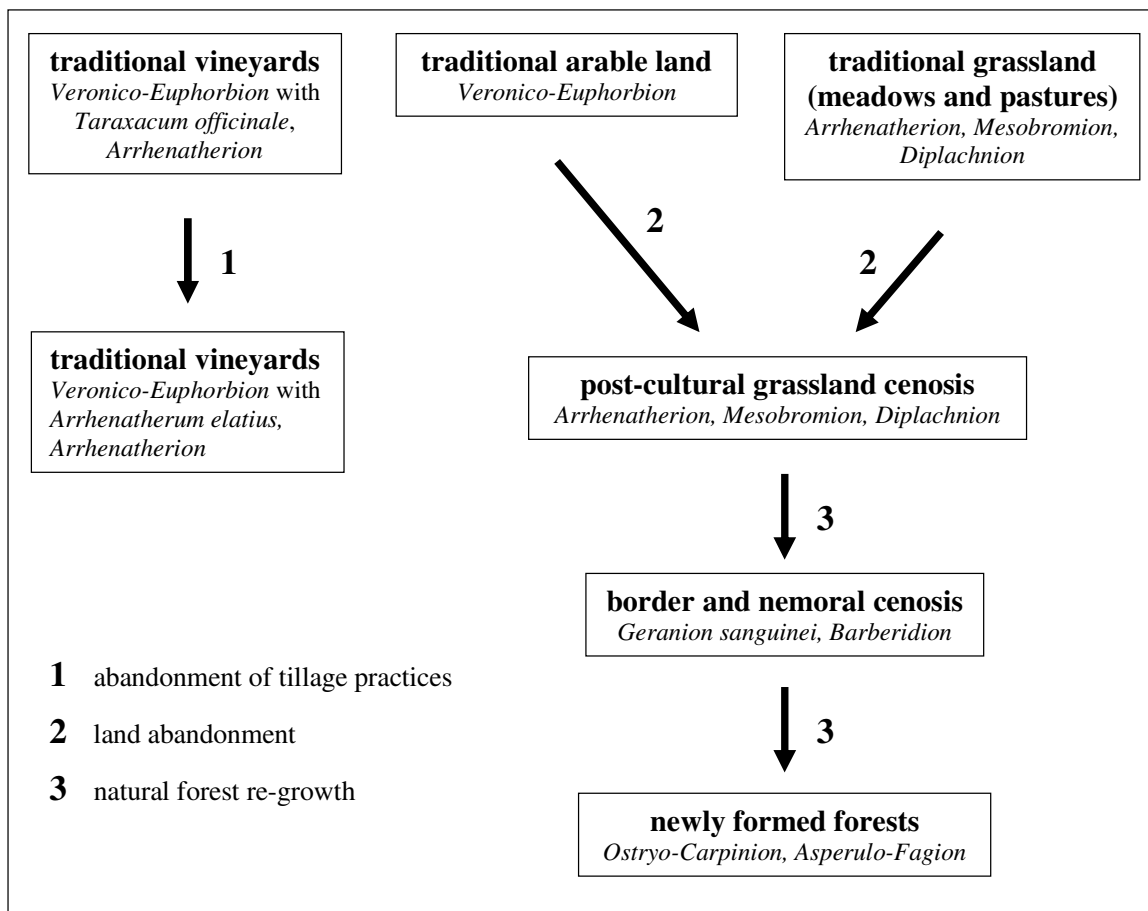 traditional vineyards
Veronico-Euphorbion with
Taraxacum officinale,
Arrhenatherion
traditional arable land
Veronico-Euphorbion
traditional grassland
(meadows and pastures)
Arrhenatherion, Mesobromion,
Diplachnion
1
2
2
traditional vineyards
Veronico-Euphorbion with
Arrhenatherum elatius,
Arrhenatherion
post-cultural grassland cenosis
Arrhenatherion, Mesobromion, Diplachnion
3
border and nemoral cenosis
Geranion sanguinei, Barberidion
3
newly formed forests
Ostryo-Carpinion, Asperulo-Fagion
1 abandonment of tillage practices
2 land abandonment
3 natural forest re-growth